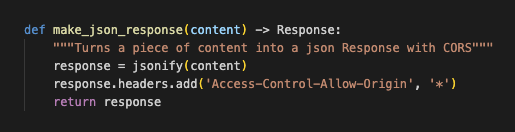 def make_json_response(content) -> Response:
    """Turns a piece of content into a json Response with CORS"""
    response = jsonify(content)
    response.headers.add('Access-Control-Allow-Origin', '*')
    return response